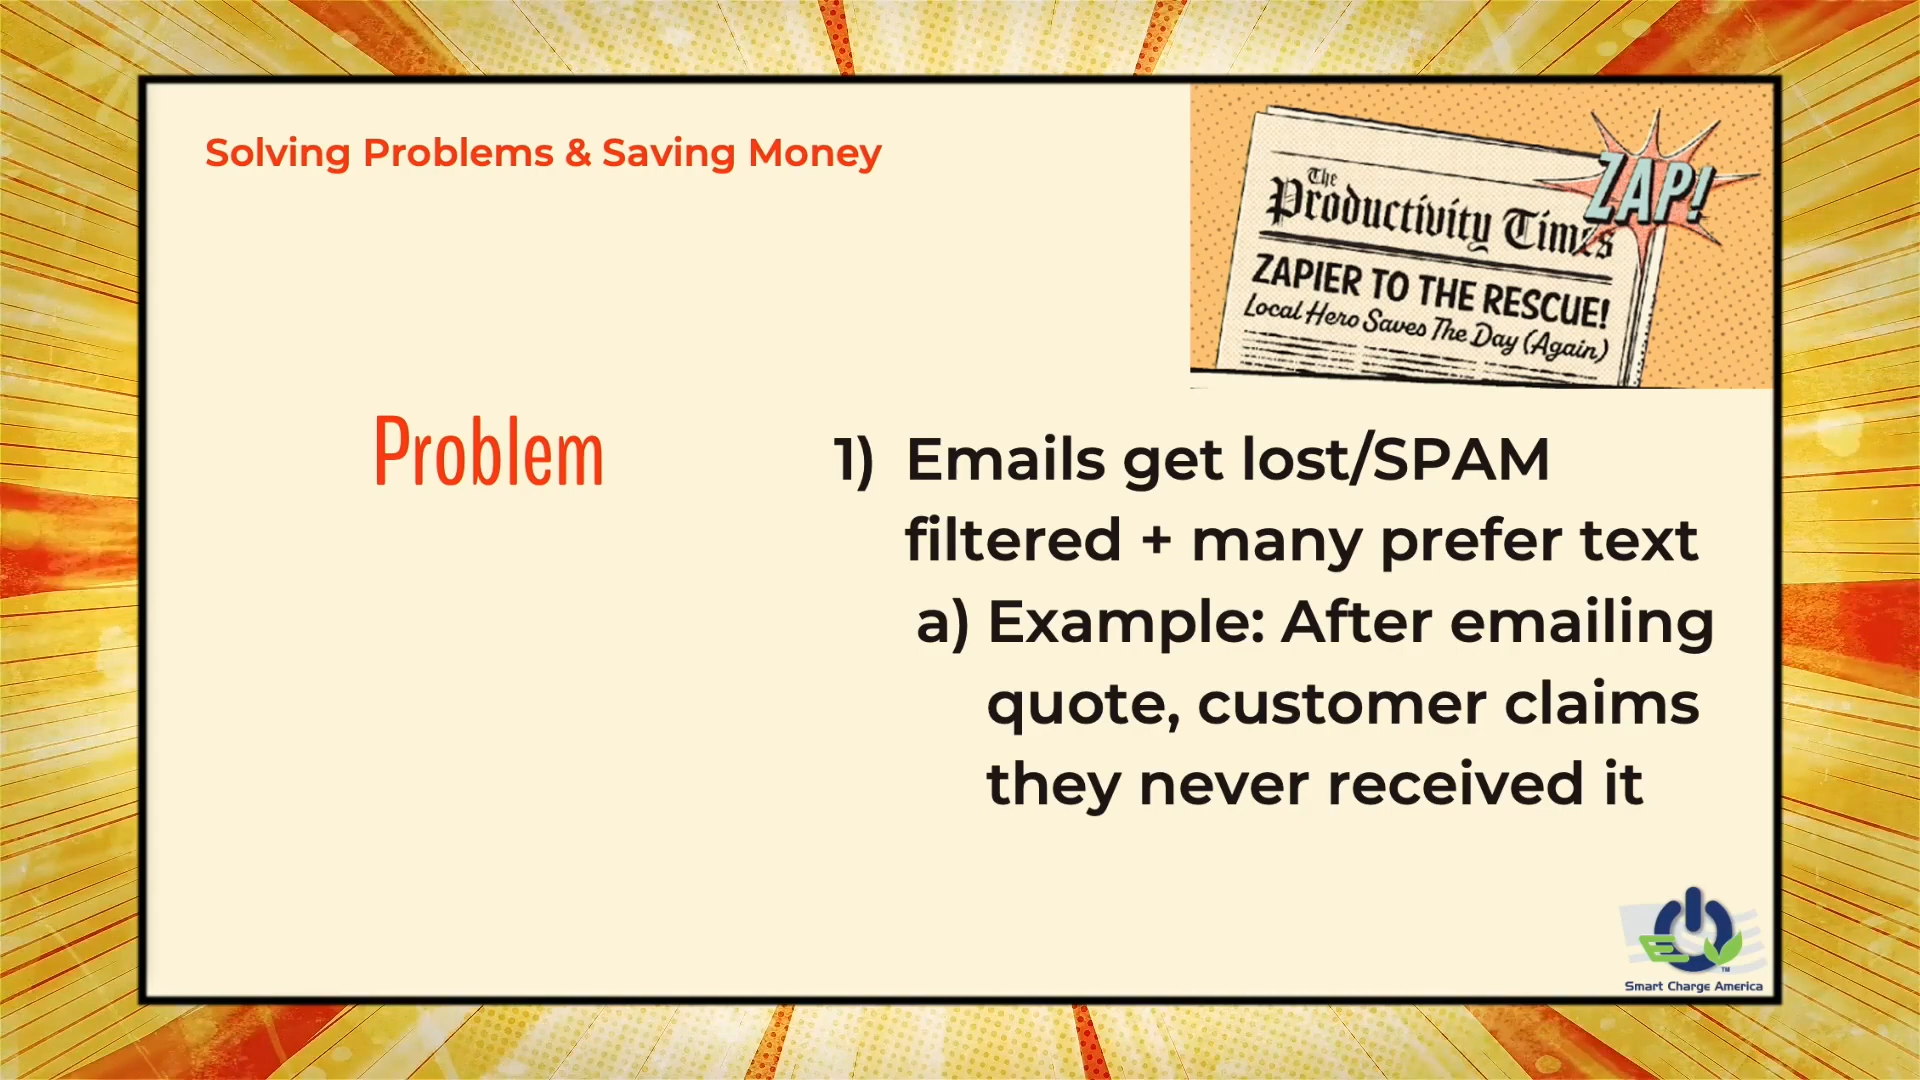 Solving Problems & Saving Money
The
Productivity Times
ZAP!
ZAPIER TO THE RESCUE!
Local Hero Saves The Day (Again)
Problem
1) Emails get lost/SPAM
filtered + many prefer text
a) Example: After emailing
quote, customer claims
they never received it
TM
Smart Charge America